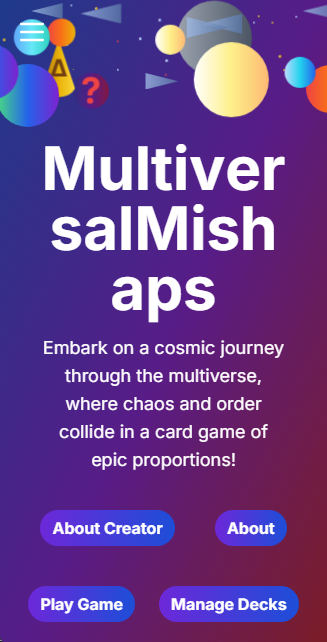 ?
Multiver
salMish
aps
Embark on a cosmic journey
through the multiverse,
where chaos and order
collide in a card game of
epic proportions!
About Creator
About
Play Game
Manage Decks